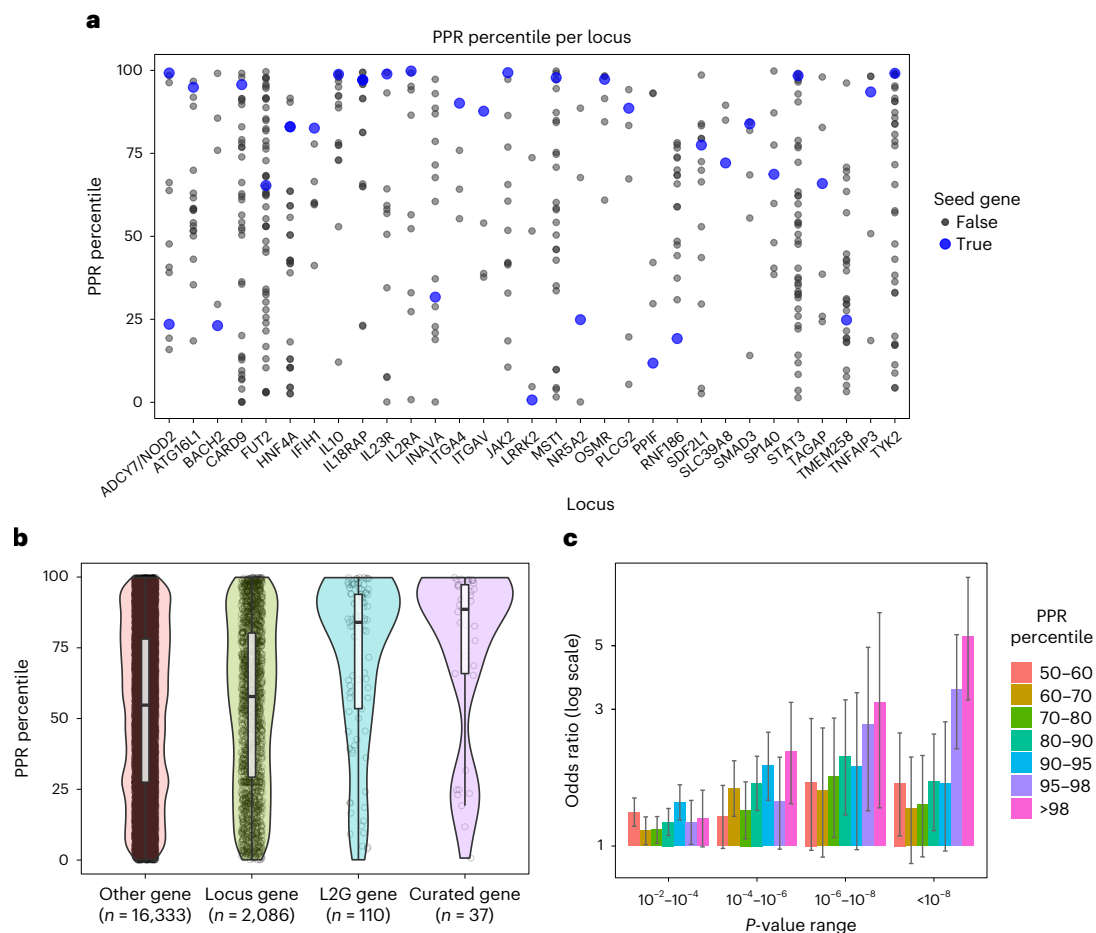 a
PPR percentile per locus
PPR percentile
100
75
50
25
0
ADCY7/NOD2
ATG16L1
BACH2
CARD9
FUT2
HNF4A
IFIH1
IL10
IL18RAP
IL23R
IL2RA
INAVA
ITGA4
ITGAV
JAK2
LRRK2
MST1
NR5A2
OSMR
PLCG2
PPIF
RNF186
SDF2L1
SLC39A8
SMAD3
SP140
STAT3
TAGAP
TMEM258
TNFAIP3
TYK2
Locus
Seed gene
False
True
b
PPR percentile
100
75
50
25
0
Other gene
(n = 16,333)
Locus gene
(n = 2,086)
L2G gene
(n = 110)
Curated gene
(n = 37)
c
Odds ratio (log scale)
5
3
1
10⁻²–10⁻⁴
10⁻⁴–10⁻⁶
10⁻⁶–10⁻⁸
<10⁻⁸
P-value range
PPR
percentile
50–60
60–70
70–80
80–90
90–95
95–98
>98